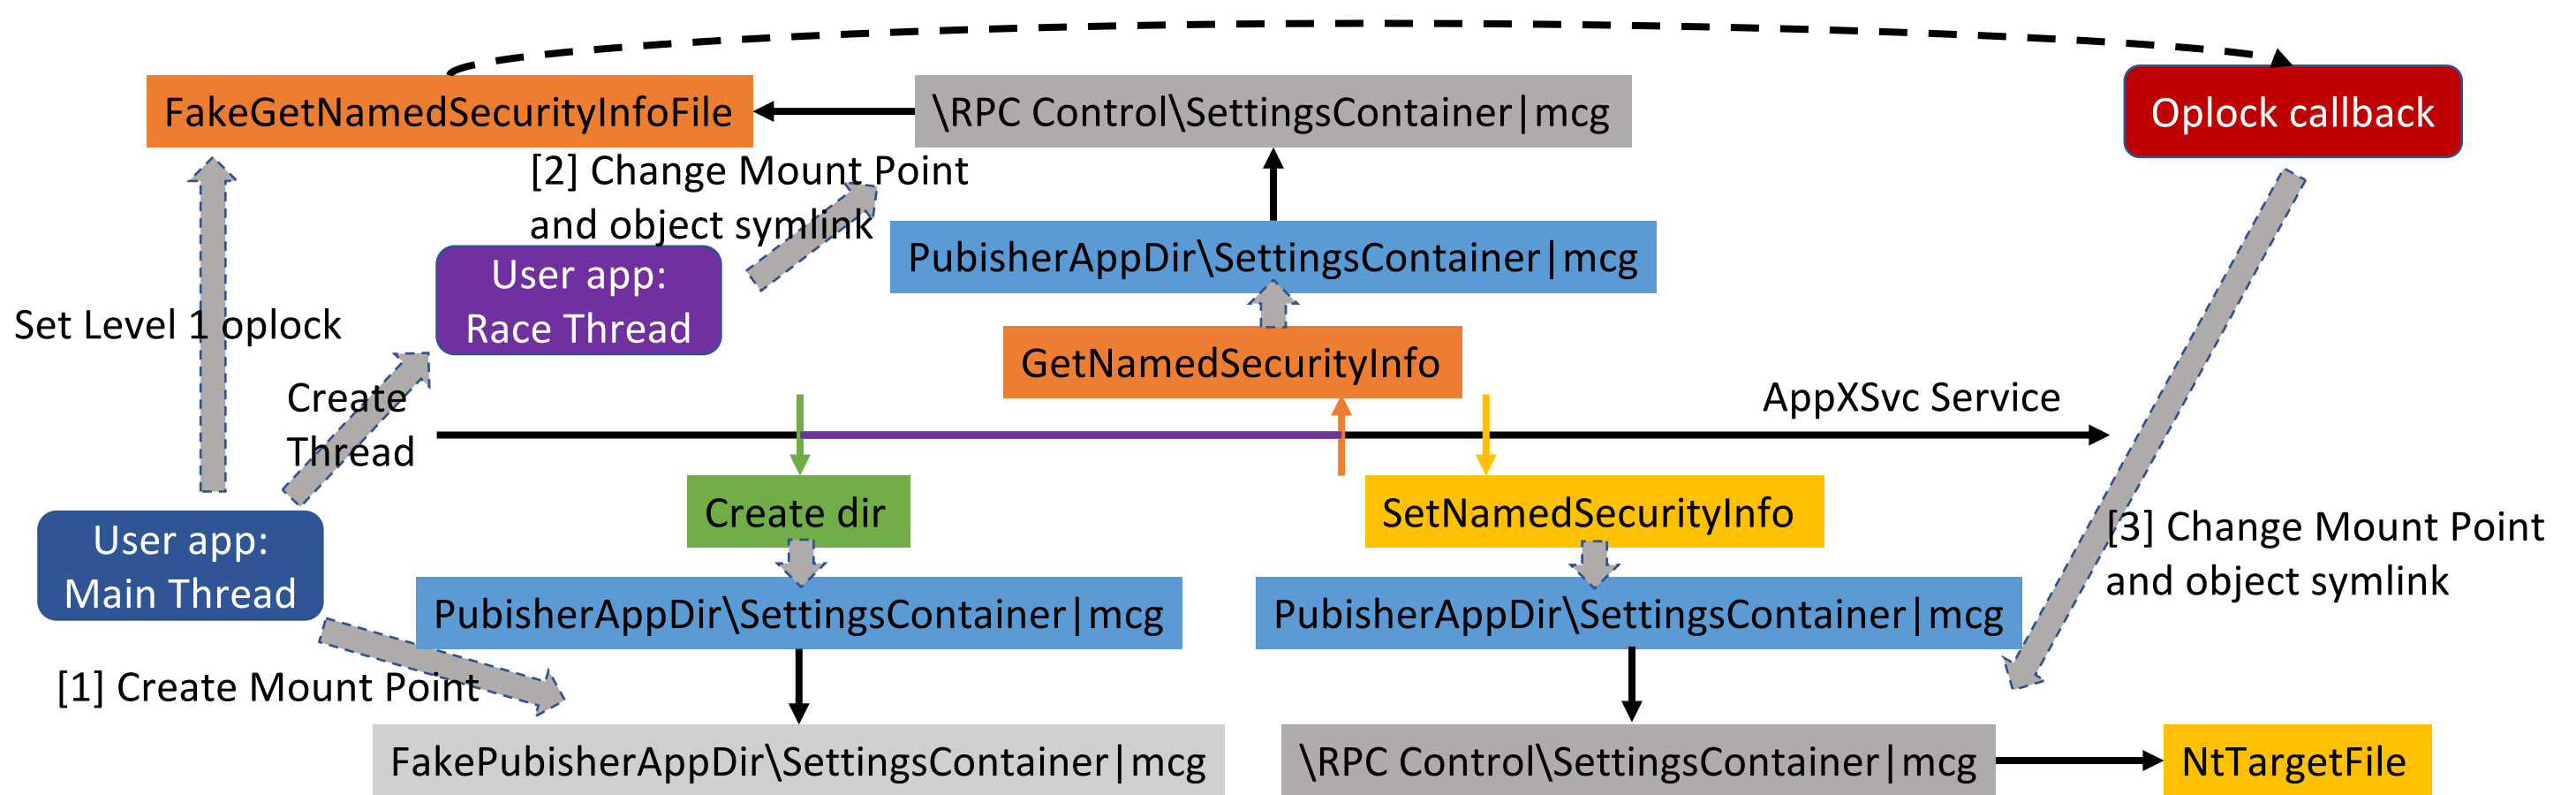 FakeGetNamedSecurityInfoFile
\RPC Control\SettingsContainer|mcg
Oplock callback
[2] Change Mount Point
and object symlink
PubisherAppDir\SettingsContainer|mcg
User app:
Race Thread
Set Level 1 oplock
GetNamedSecurityInfo
Create
Thread
AppXSvc Service
Create dir
SetNamedSecurityInfo
[3] Change Mount Point
and object symlink
User app:
Main Thread
PubisherAppDir\SettingsContainer|mcg
PubisherAppDir\SettingsContainer|mcg
[1] Create Mount Point
FakePubisherAppDir\SettingsContainer|mcg
\RPC Control\SettingsContainer|mcg
NtTargetFile